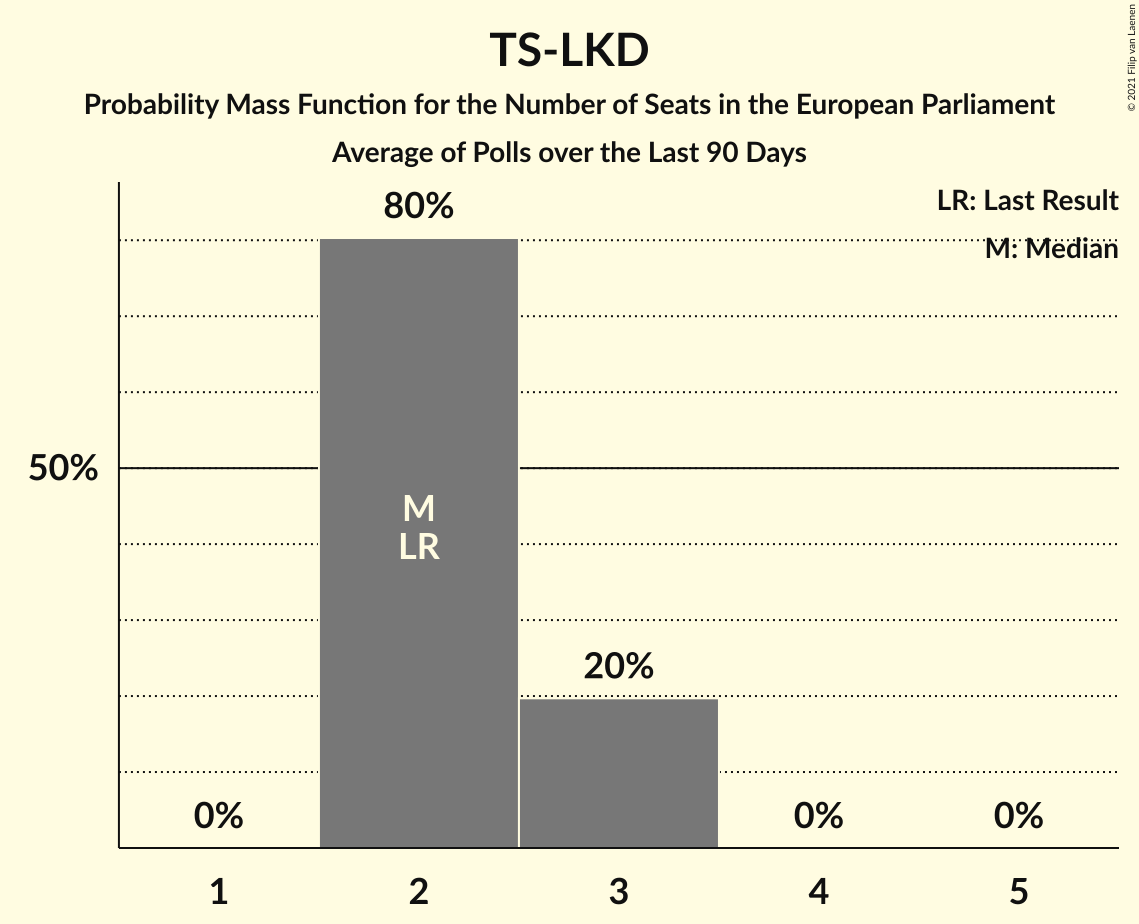 TS-LKD
Probability Mass Function for the Number of Seats in the European Parliament
Average of Polls over the Last 90 Days
© 2021 Filip van Laenen
LR: Last Result
M: Median
80%
50%
M
LR
20%
0%
0%
0%
1
2
3
4
5